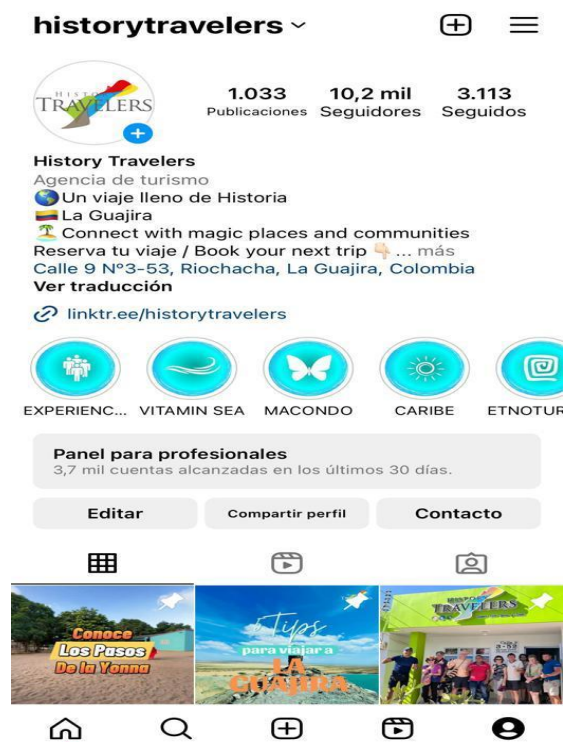 historytravelers
HISTORY
TRAVELERS
1.033 10,2 mil 3.113
Publicaciones Seguidores Seguidos
History Travelers
Agencia de turismo
🌎Un viaje lleno de Historia
🇨🇴La Guajira
🏝️Connect with magic places and communities
Reserva tu viaje / Book your next trip 👇🏻... más
Calle 9 N°3-53, Riochacha, La Guajira, Colombia
Ver traducción
linktr.ee/historytravelers
EXPERIENC... VITAMIN SEA MACONDO CARIBE ETNOTUR
Panel para profesionales
3,7 mil cuentas alcanzadas en los últimos 30 días.
Editar Compartir perfil Contacto
Conoce
Los Pasos
De la Yonna
Tips
para viajar a
LA
GUAJIRA
TRAVELERS